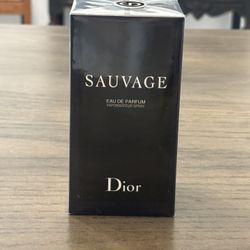 SAUVAGE
EAU DE PARFUM
VAPORISATEUR SPRAY
Dior